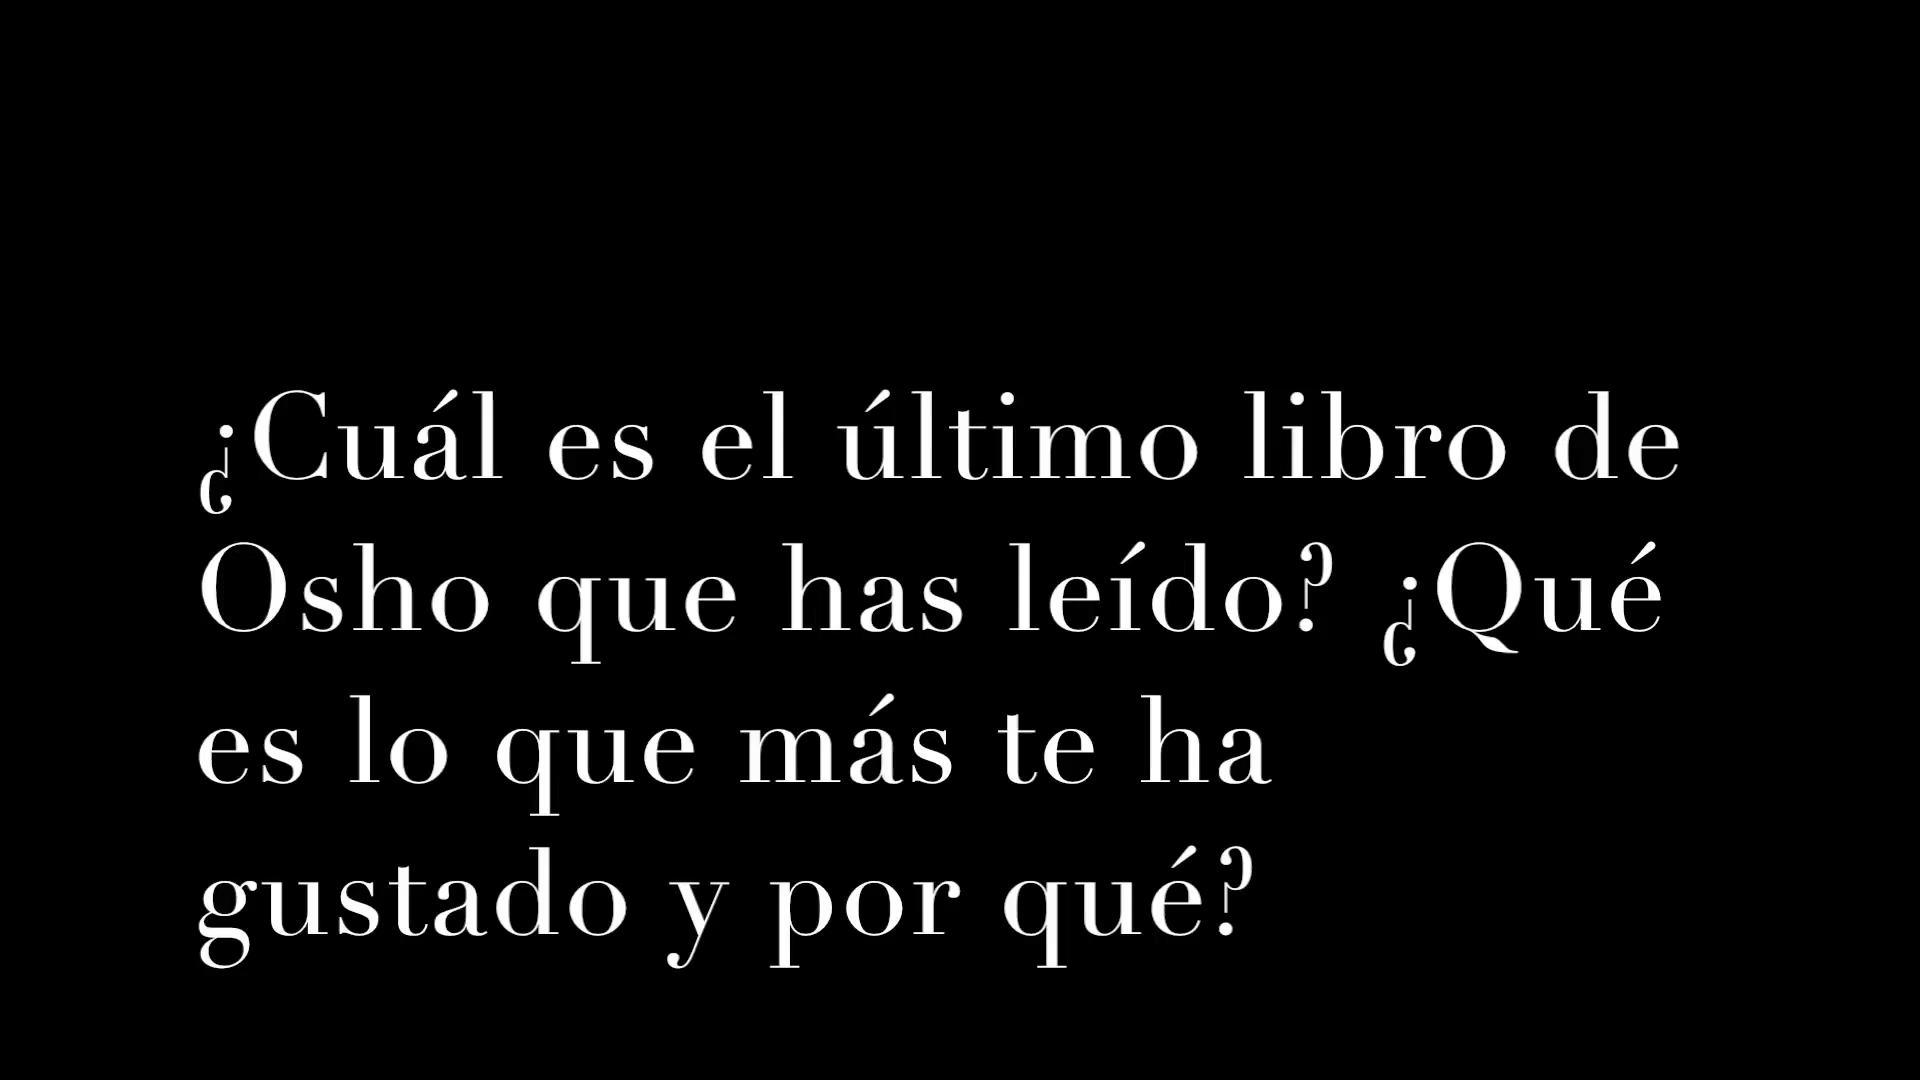 ¿Cuál es el último libro de
Osho que has leído? ¿Qué
es lo que más te ha
gustado y por qué?